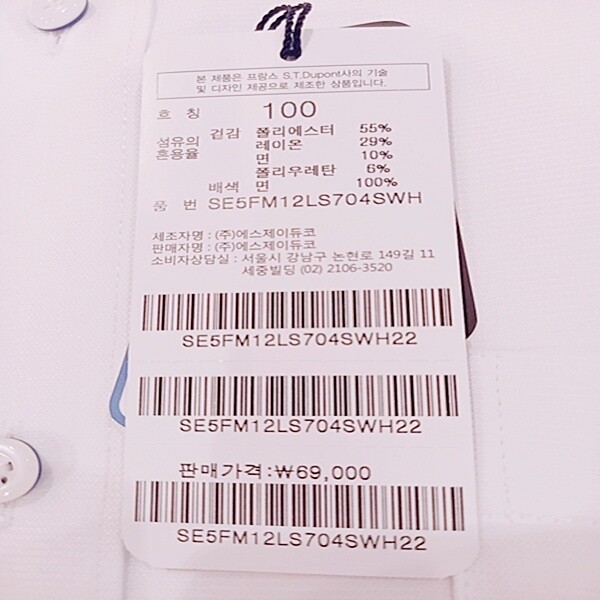 본 제품은 프랑스 S.T.Dupont사의 기술
및 디자인 제공으로 제조한 상품입니다.
호 칭 100
섬유의 혼용율 겉감 폴리에스터 55%
레이온 29%
면 10%
폴리우레탄 6%
배색 면 100%
품 번 SE5FM12LS704SWH
제조자명 : (주)에스제이듀코
판매자명 : (주)에스제이듀코
소비자상담실 : 서울시 강남구 논현로 149길 11
세중빌딩 (02) 2106-3520
SE5FM12LS704SWH22
SE5FM12LS704SWH22
판매가격:₩69,000
SE5FM12LS704SWH22